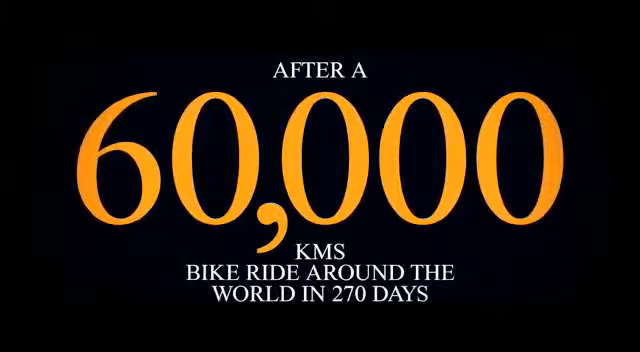 AFTER A
60,000
KMS
BIKE RIDE AROUND THE
WORLD IN 270 DAYS